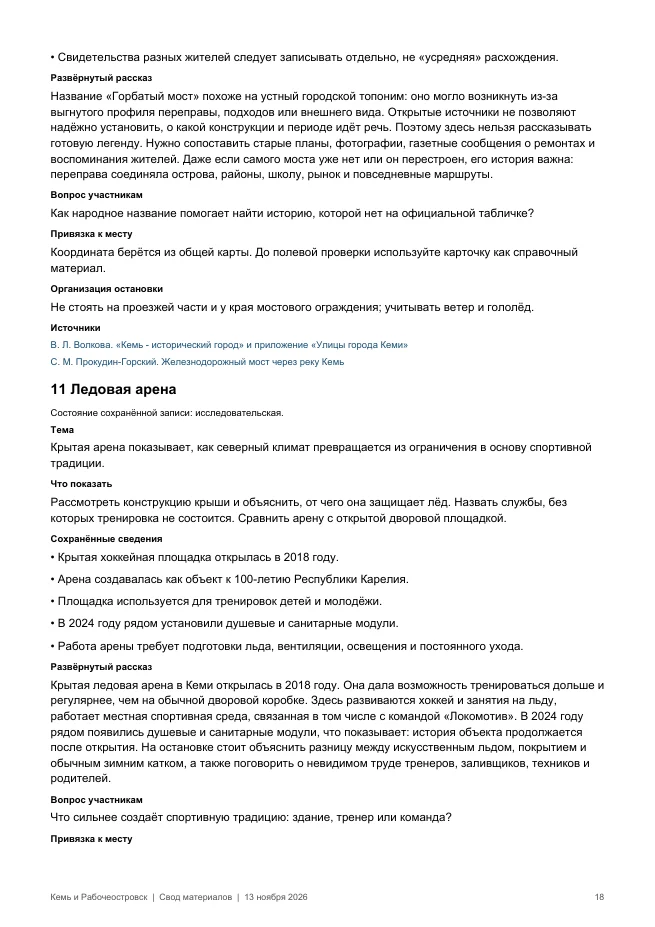 • Свидетельства разных жителей следует записывать отдельно, не «усредняя» расхождения.
Развёрнутый рассказ
Название «Горбатый мост» похоже на устный городской топоним: оно могло возникнуть из-за
выгнутого профиля переправы, подходов или внешнего вида. Открытые источники не позволяют
надёжно установить, о какой конструкции и периоде идёт речь. Поэтому здесь нельзя рассказывать
готовую легенду. Нужно сопоставить старые планы, фотографии, газетные сообщения о ремонтах и
воспоминания жителей. Даже если самого моста уже нет или он перестроен, его история важна:
переправа соединяла острова, районы, школу, рынок и повседневные маршруты.
Вопрос участникам
Как народное название помогает найти историю, которой нет на официальной табличке?
Привязка к месту
Координата берётся из общей карты. До полевой проверки используйте карточку как справочный
материал.
Организация остановки
Не стоять на проезжей части и у края мостового ограждения; учитывать ветер и гололёд.
Источники
В. Л. Волкова. «Кемь - исторический город» и приложение «Улицы города Кеми»
С. М. Прокудин-Горский. Железнодорожный мост через реку Кемь
11 Ледовая арена
Состояние сохранённой записи: исследовательская.
Тема
Крытая арена показывает, как северный климат превращается из ограничения в основу спортивной
традиции.
Что показать
Рассмотреть конструкцию крыши и объяснить, от чего она защищает лёд. Назвать службы, без
которых тренировка не состоится. Сравнить арену с открытой дворовой площадкой.
Сохранённые сведения
• Крытая хоккейная площадка открылась в 2018 году.
• Арена создавалась как объект к 100-летию Республики Карелия.
• Площадка используется для тренировок детей и молодёжи.
• В 2024 году рядом установили душевые и санитарные модули.
• Работа арены требует подготовки льда, вентиляции, освещения и постоянного ухода.
Развёрнутый рассказ
Крытая ледовая арена в Кеми открылась в 2018 году. Она дала возможность тренироваться дольше и
регулярнее, чем на обычной дворовой коробке. Здесь развиваются хоккей и занятия на льду,
работает местная спортивная среда, связанная в том числе с командой «Локомотив». В 2024 году
рядом появились душевые и санитарные модули, что показывает: история объекта продолжается
после открытия. На остановке стоит объяснить разницу между искусственным льдом, покрытием и
обычным зимним катком, а также поговорить о невидимом труде тренеров, заливщиков, техников и
родителей.
Вопрос участникам
Что сильнее создаёт спортивную традицию: здание, тренер или команда?
Привязка к месту
Кемь и Рабочеостровск | Свод материалов | 13 ноября 2026
18